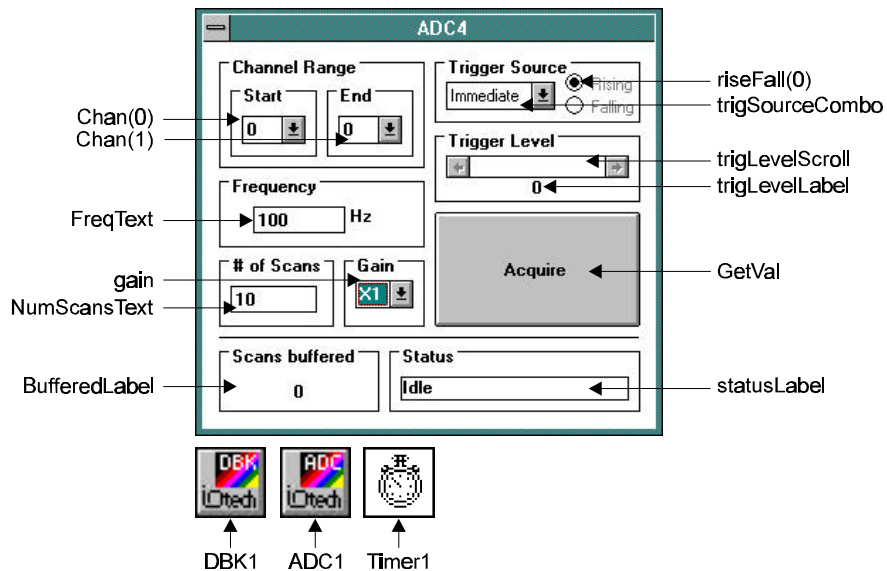 ADC4
Channel Range
Start
End
0
0
Trigger Source
Immediate
Rising
Falling
riseFall(0)
trigSourceCombo
Chan(0)
Chan(1)
Trigger Level
0
trigLevelScroll
trigLevelLabel
Frequency
100
Hz
FreqText
# of Scans
10
Gain
X1
gain
NumScansText
Acquire
GetVal
Scans buffered
0
BufferedLabel
Status
Idle
statusLabel
DBK
iOtech
ADC
iOtech
DBK1
ADC1
Timer1